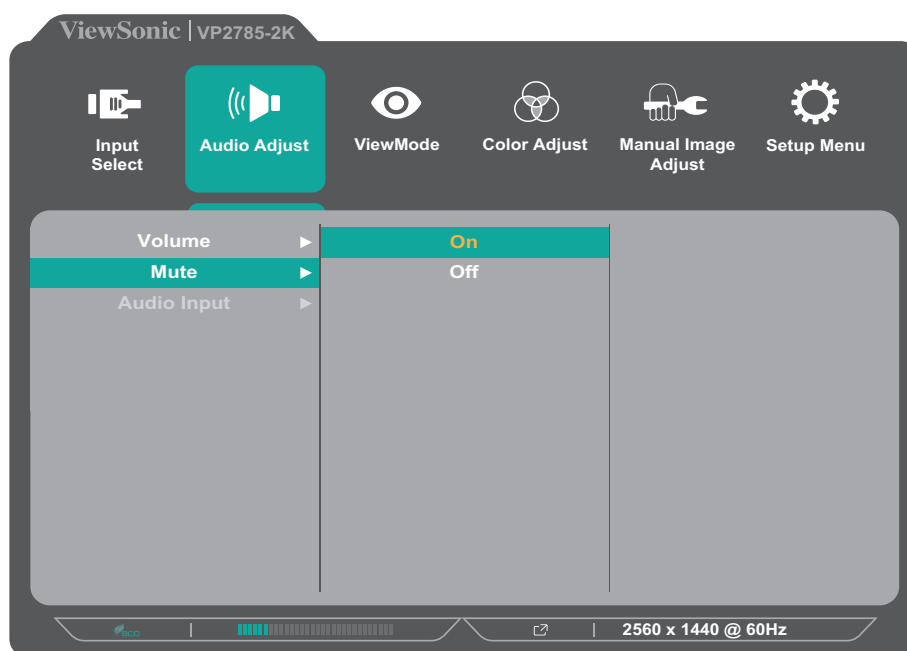 ViewSonic | VP2785-2K
Input
Select
Audio Adjust
ViewMode
Color Adjust
Manual Image
Adjust
Setup Menu
Volume
Mute
Audio Input
On
Off
ECO
2560 x 1440 @ 60Hz